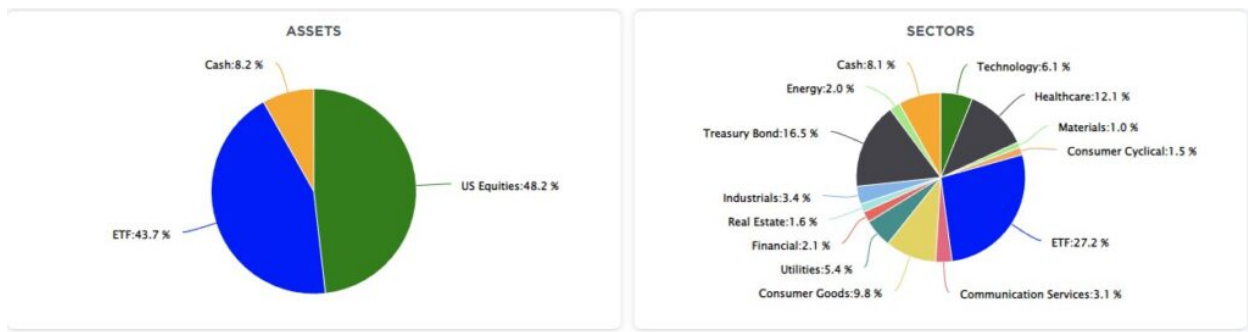 ASSETS
Cash:8.2 %
US Equities:48.2 %
ETF:43.7 %
SECTORS
Cash:8.1 %
Technology:6.1 %
Energy:2.0 %
Healthcare:12.1 %
Materials:1.0 %
Treasury Bond:16.5 %
Consumer Cyclical:1.5 %
Industrials:3.4 %
Real Estate:1.6 %
Financial:2.1 %
ETF:27.2 %
Utilities:5.4 %
Consumer Goods:9.8 %
Communication Services:3.1 %